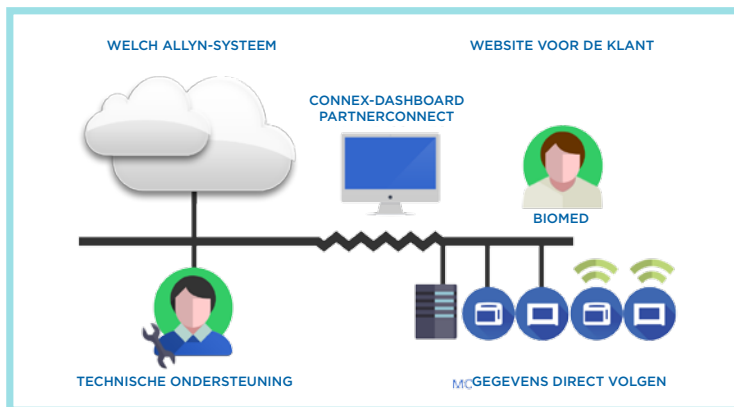 WELCH ALLYN-SYSTEEM
WEBSITE VOOR DE KLANT
CONNEX-DASHBOARD
PARTNERCONNECT
BIOMED
TECHNISCHE ONDERSTEUNING
MC GEGEVENS DIRECT VOLGEN